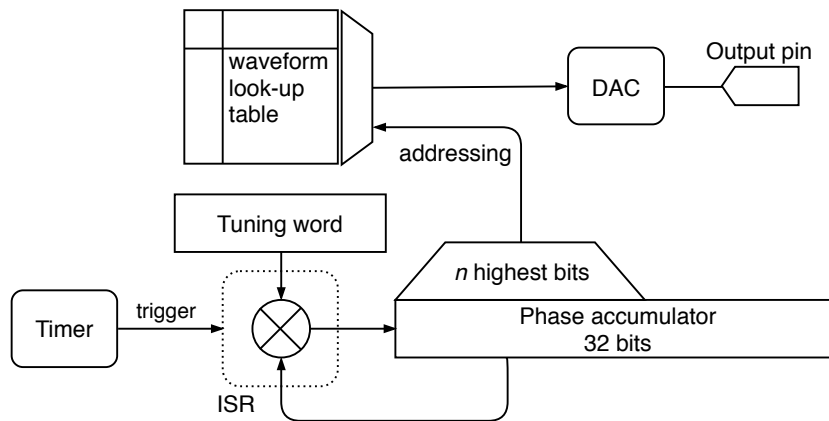 waveform
look-up
table
DAC
Output pin
addressing
Tuning word
n highest bits
Timer
trigger
Phase accumulator
32 bits
ISR